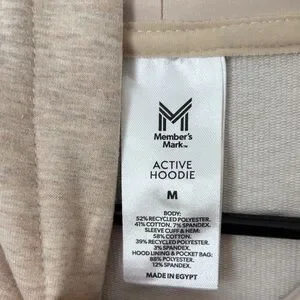 M
Member's
Mark™
ACTIVE
HOODIE
M
BODY:
52% RECYCLED POLYESTER.
41% COTTON. 7% SPANDEX.
SLEEVE CUFF & HEM:
58% COTTON.
39% RECYCLED POLYESTER.
3% SPANDEX.
HOOD LINING & POCKET BAG:
88% POLYESTER.
12% SPANDEX.
MADE IN EGYPT